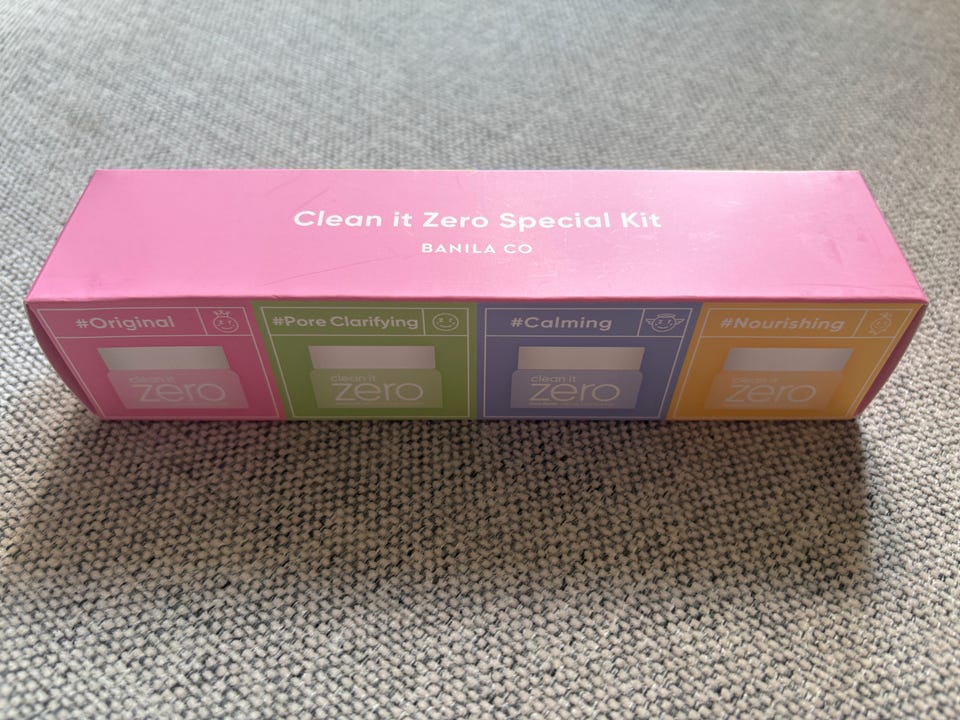 Clean it Zero Special Kit
BANILA CO
#Original
#Pore Clarifying
#Calming
#Nourishing
clean it
zero
clean it
zero
clean it
zero
clean it
zero